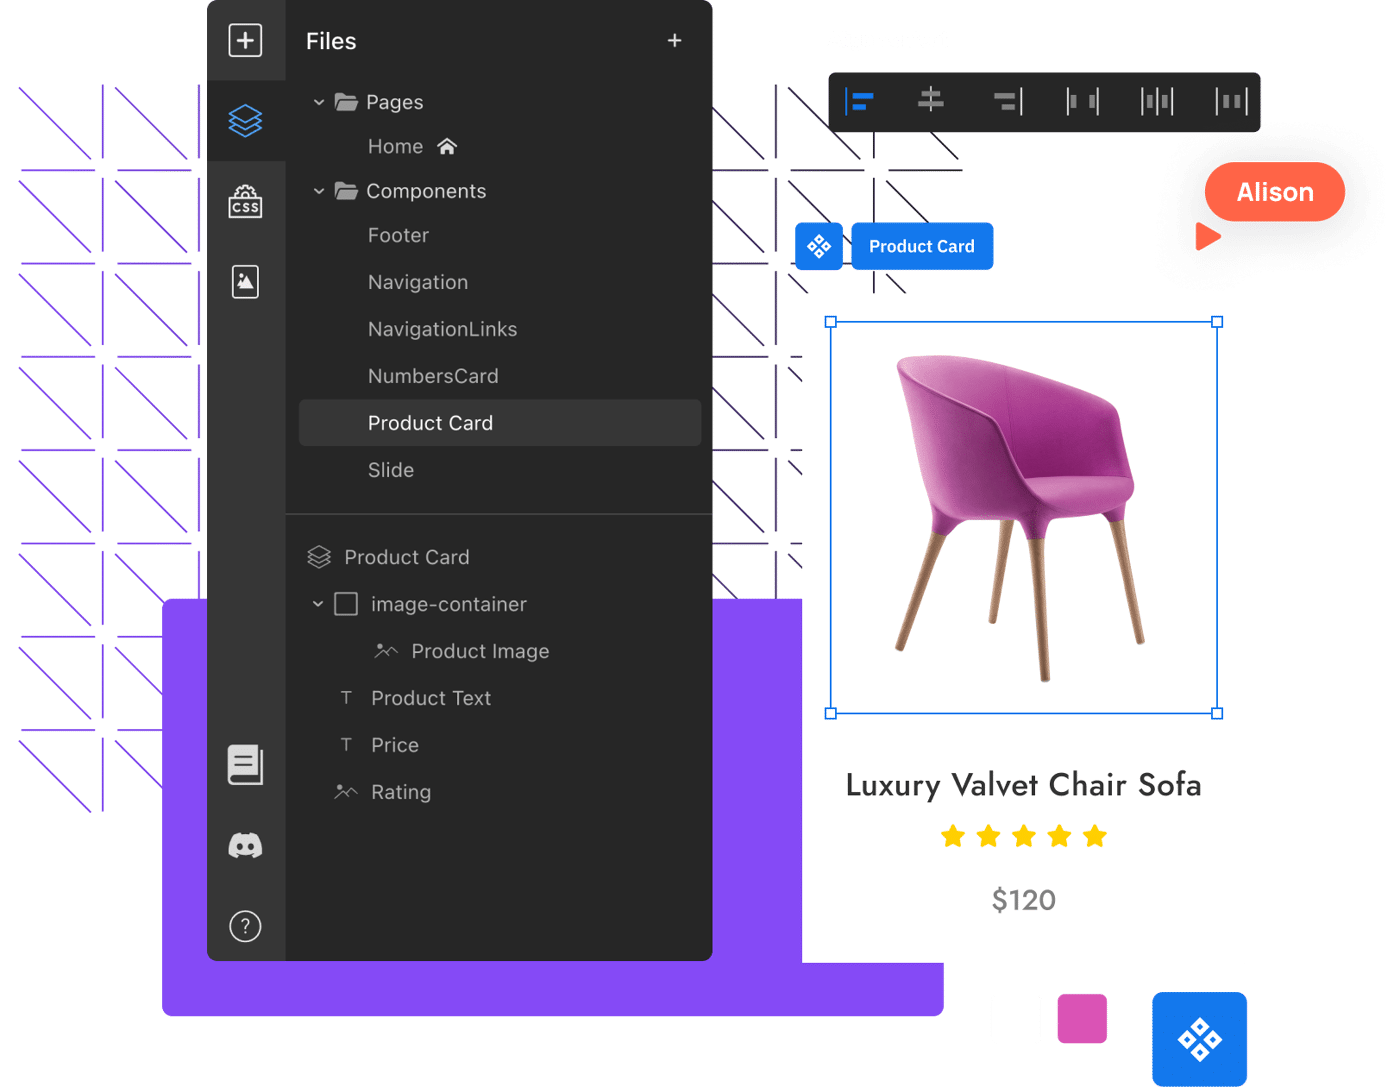 Files
Pages
Home
Components
Footer
Navigation
NavigationLinks
NumbersCard
Product Card
Slide
Product Card
image-container
Product Image
T Product Text
T Price
Rating
CSS
?
Alison
Product Card
Luxury Valvet Chair Sofa
$120